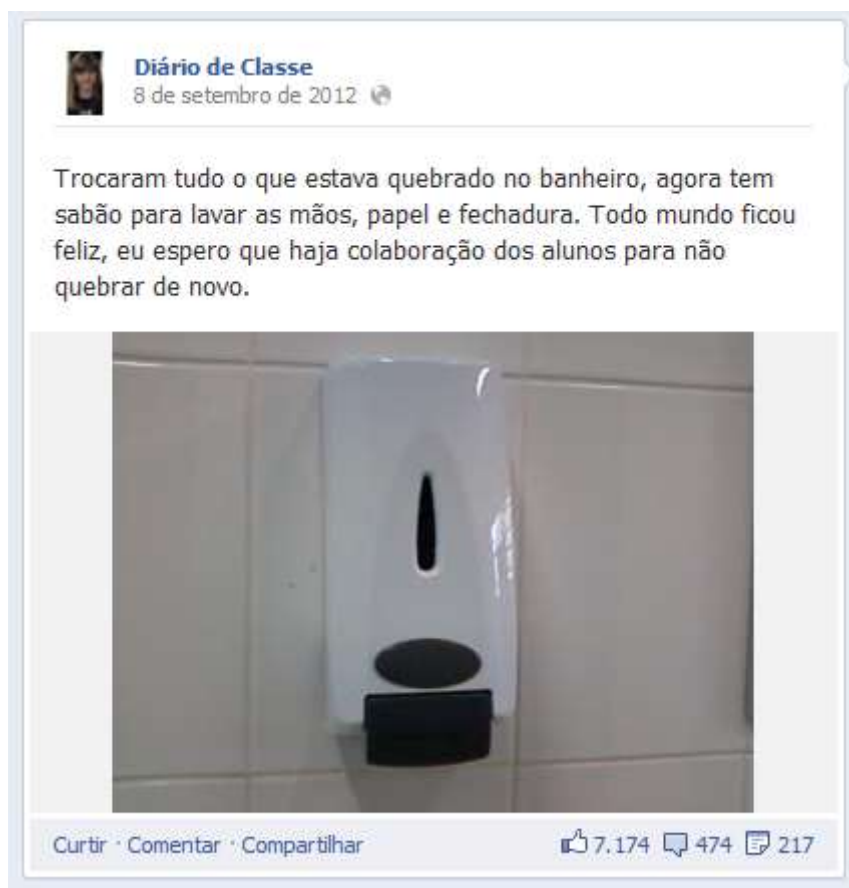 Diário de Classe
8 de setembro de 2012
Trocaram tudo o que estava quebrado no banheiro, agora tem
sabão para lavar as mãos, papel e fechadura. Todo mundo ficou
feliz, eu espero que haja colaboração dos alunos para não
quebrar de novo.
Curtir · Comentar · Compartilhar 7.174 474 217